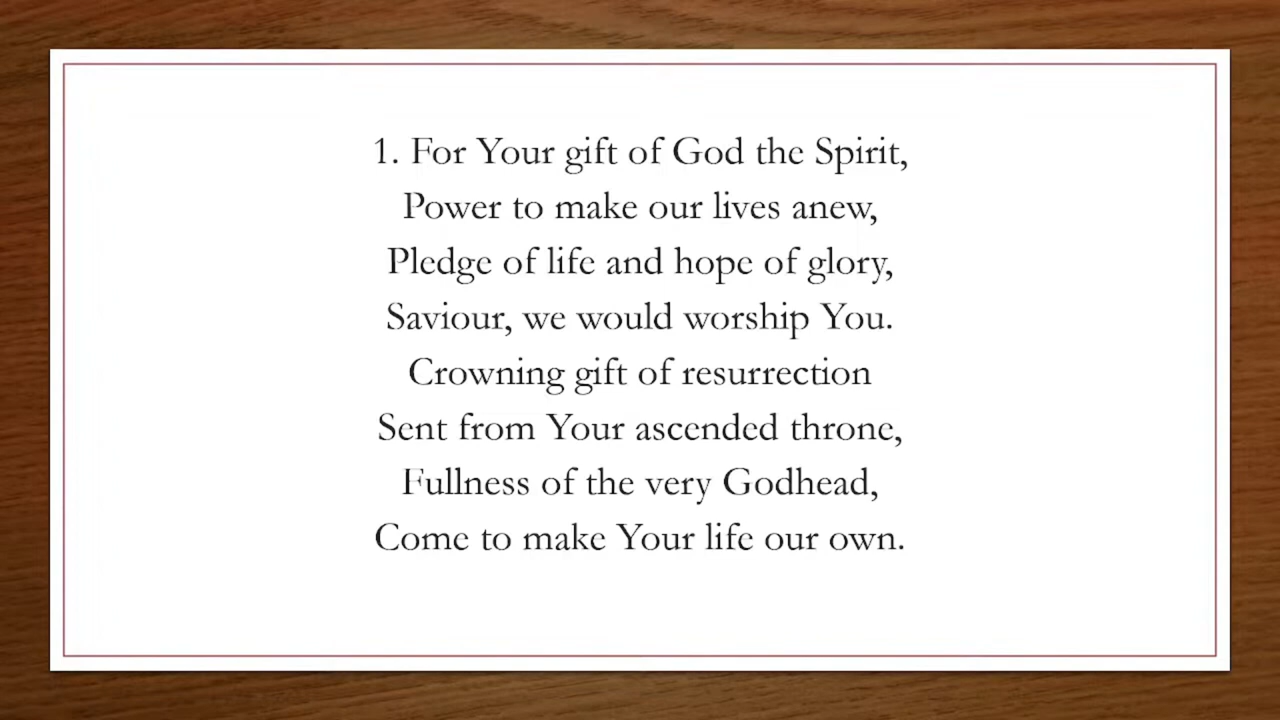 1. For Your gift of God the Spirit,
Power to make our lives anew,
Pledge of life and hope of glory,
Saviour, we would worship You.
Crowning gift of resurrection
Sent from Your ascended throne,
Fullness of the very Godhead,
Come to make Your life our own.